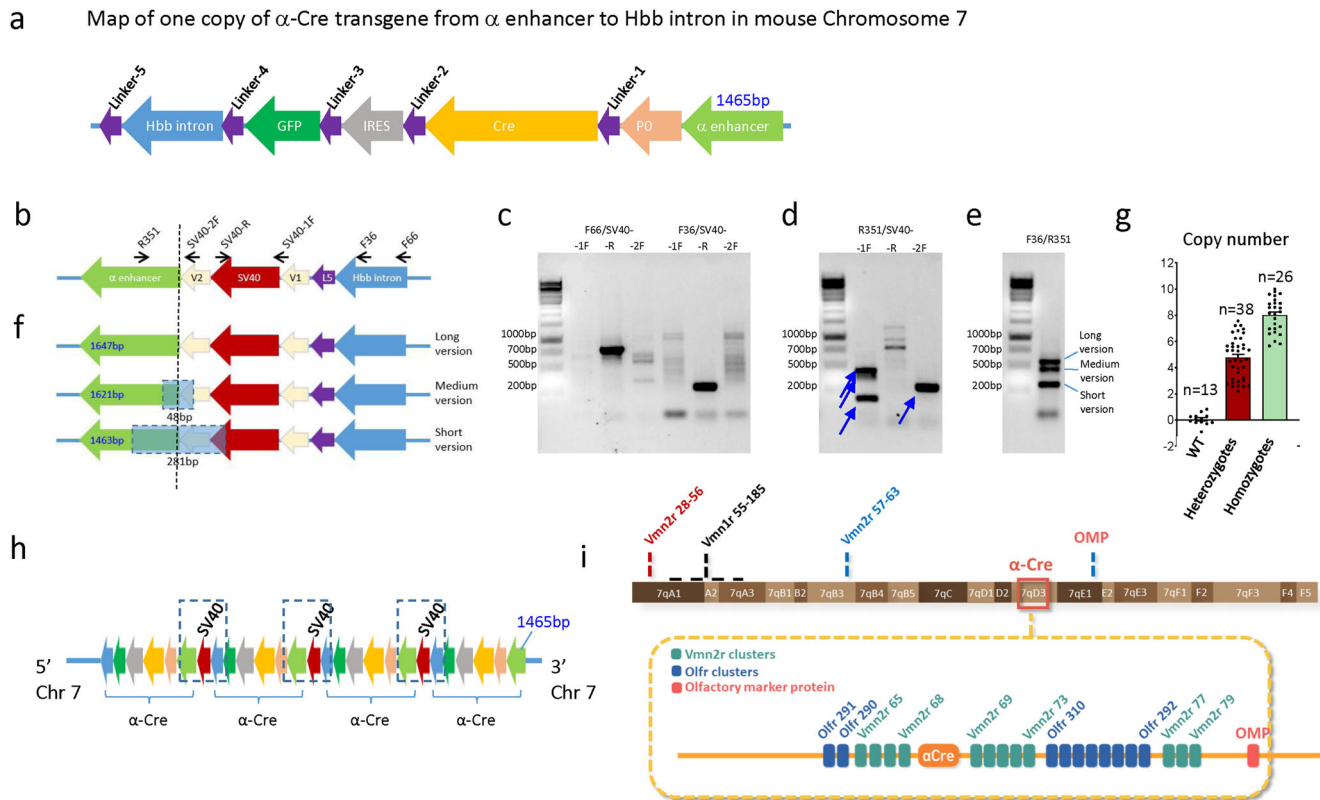 a
Map of one copy of α-Cre transgene from α enhancer to Hbb intron in mouse Chromosome 7
Linker-5
Linker-4
Linker-3
Linker-2
Linker-1
1465bp
Hbb intron
GFP
IRES
Cre
P0
α enhancer
b
R351
SV40-2F
SV40-R
SV40-1F
F36
F66
α enhancer
V2
SV40
V1
L5
Hbb intron
f
1647bp
Long version
1621bp
48bp
Medium version
1463bp
281bp
Short version
c
F66/SV40-
-1F -R -2F
F36/SV40-
-1F -R -2F
1000bp
700bp
500bp
200bp
d
R351/SV40-
-1F -R -2F
1000bp
700bp
500bp
200bp
e
F36/R351
1000bp
700bp
500bp
200bp
Long version
Medium version
Short version
g
Copy number
12
10
8
6
4
2
0
-2
n=13
n=38
n=26
WT
Heterozygotes
Homozygotes
-
h
SV40
SV40
SV40
1465bp
5’
Chr 7
3’
Chr 7
α-Cre
α-Cre
α-Cre
α-Cre
i
Vmn2r 28-56
Vmn1r 55-185
Vmn2r 57-63
OMP
α-Cre
7qA1 A2 7qA3 7qB1 B2 7qB3 7qB4 7qB5 7qC 7qD1 D2 7qD3 7qE1 E2 7qE3 7qF1 F2 7qF3 F4 F5
Vmn2r clusters
Olfr clusters
Olfactory marker protein
Olfr 291
Olfr 290
Vmn2r 65
Vmn2r 68
αCre
Vmn2r 69
Vmn2r 73
Olfr 310
Olfr 292
Vmn2r 77
Vmn2r 79
OMP